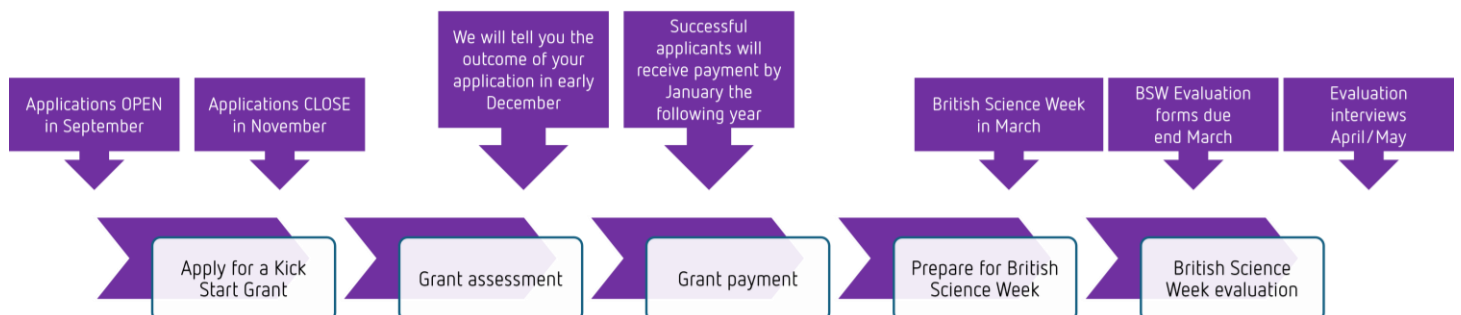 Applications OPEN
in September
Applications CLOSE
in November
We will tell you the
outcome of your
application in early
December
Successful
applicants will
receive payment by
January the
following year
British Science Week
in March
BSW Evaluation
forms due
end March
Evaluation
interviews
April/May
Apply for a Kick
Start Grant
Grant assessment
Grant payment
Prepare for British
Science Week
British Science
Week evaluation